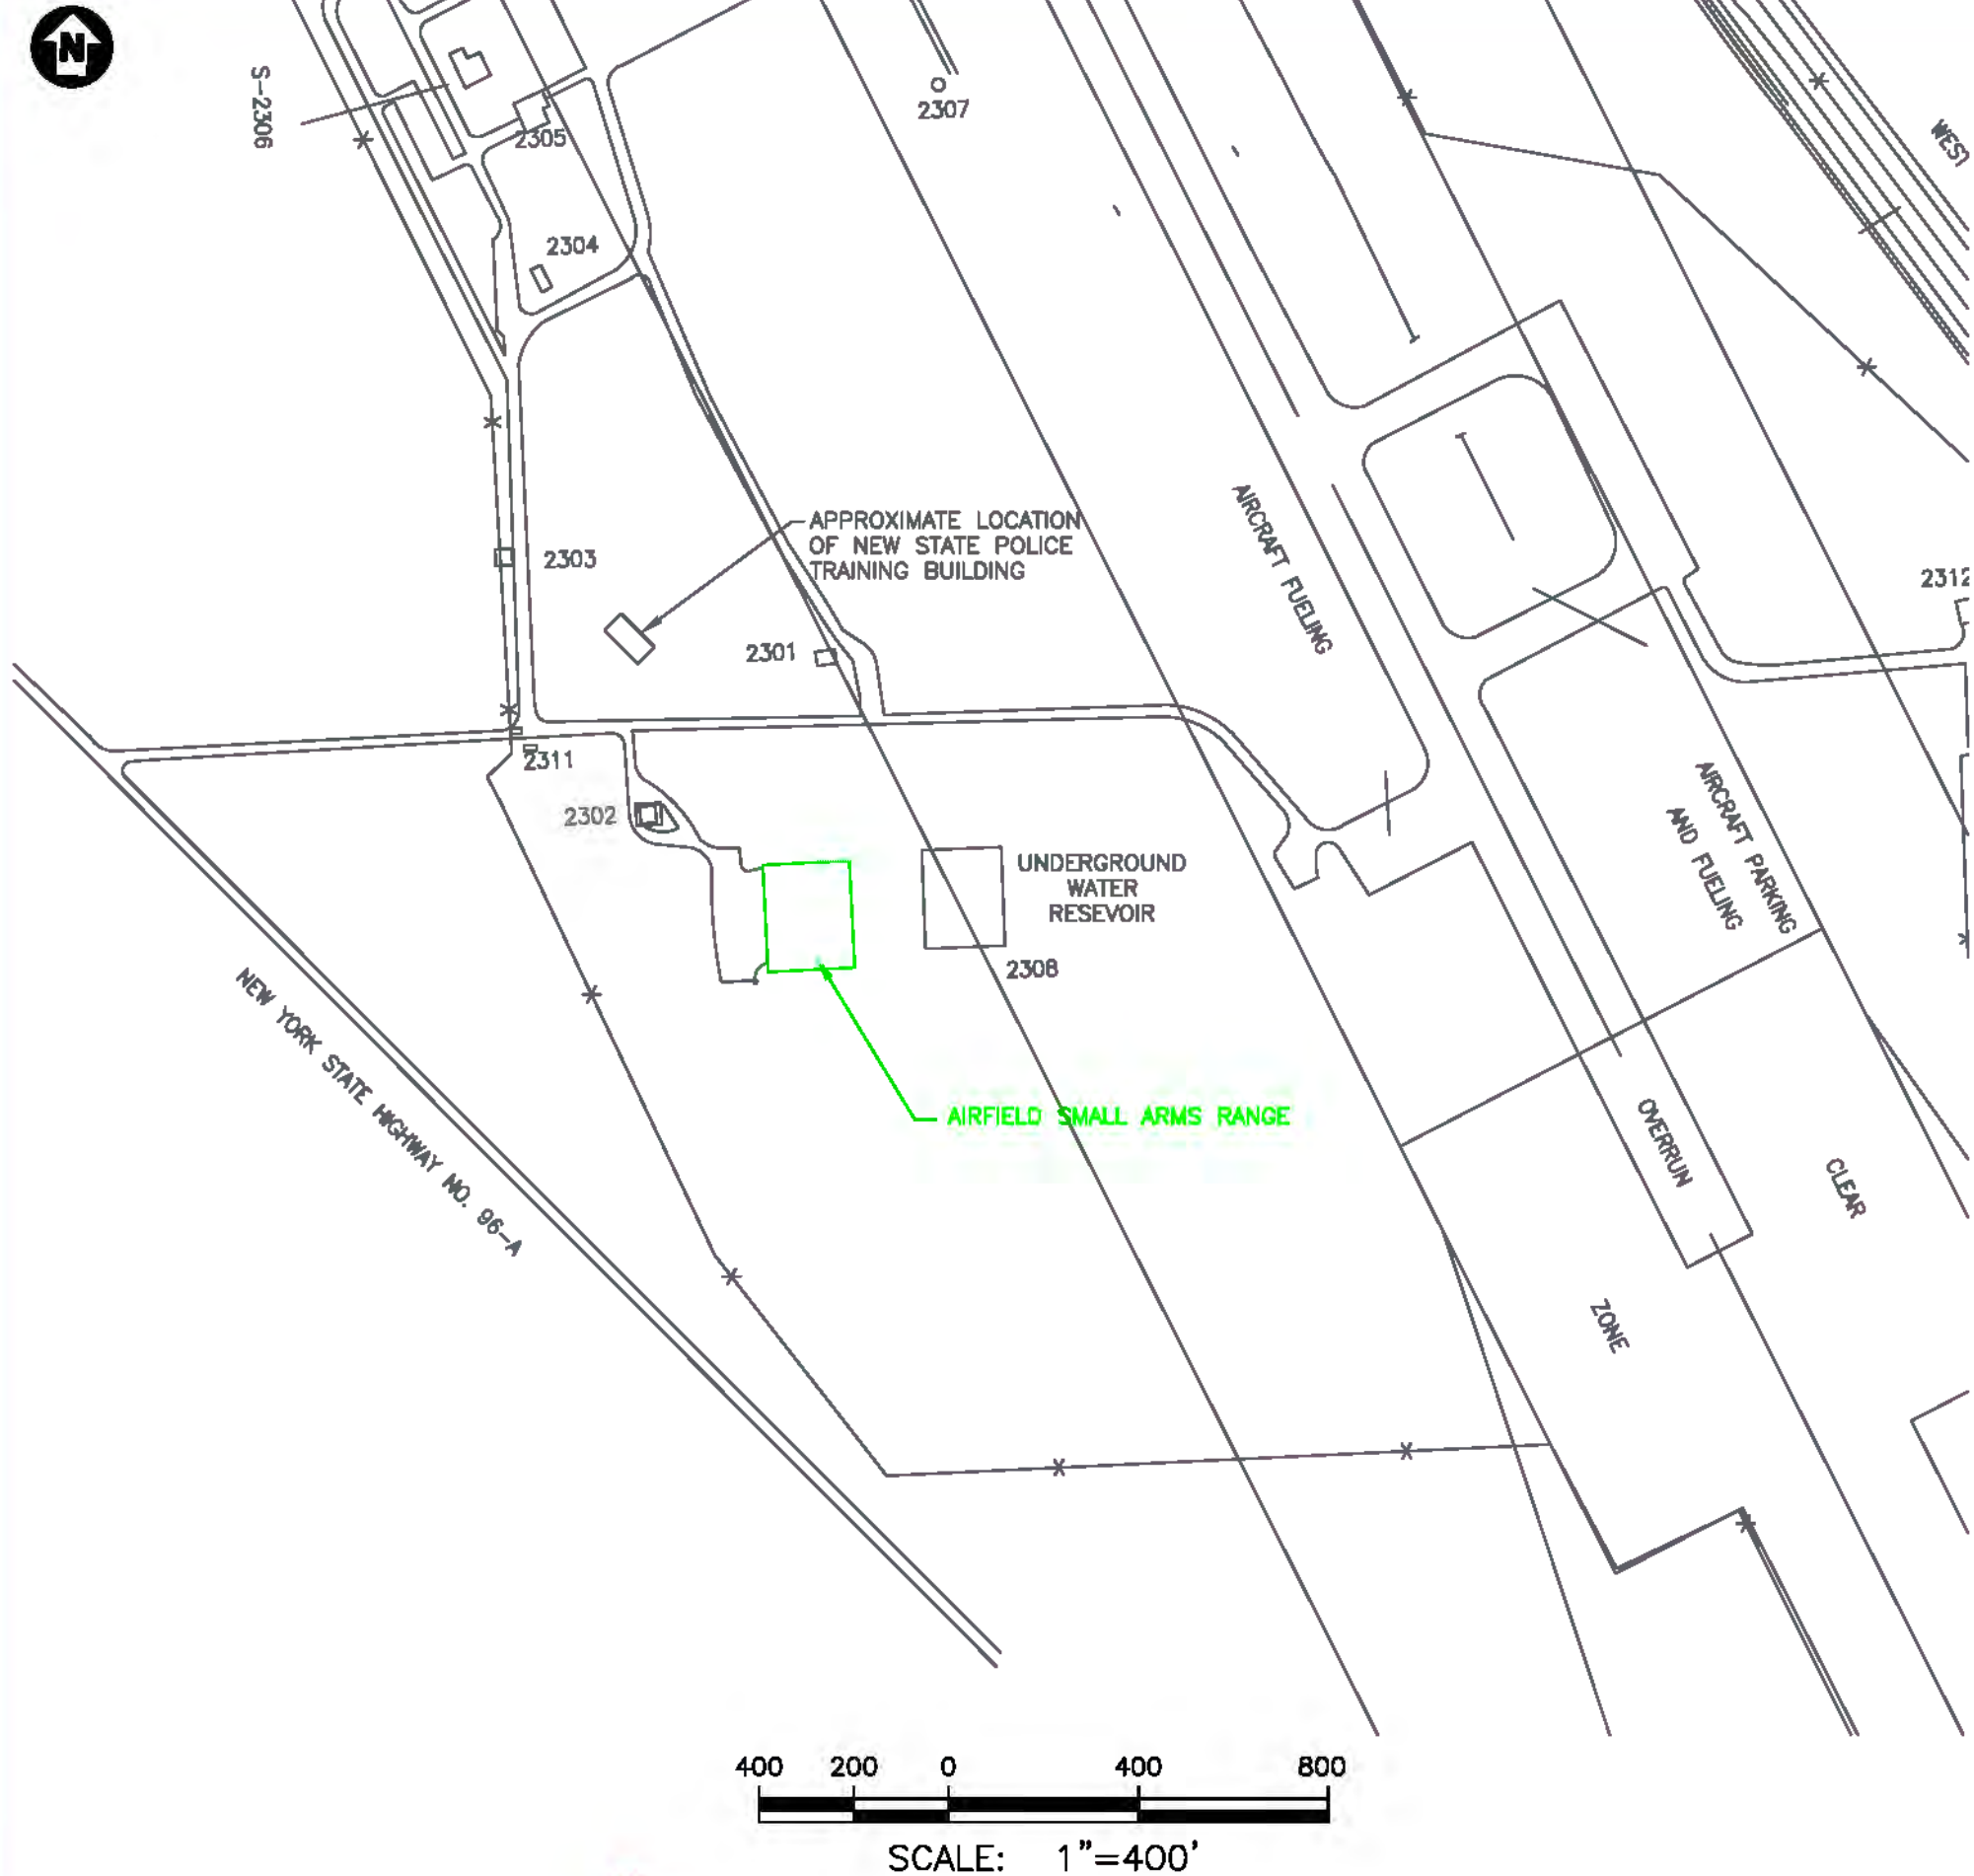 N
S-2306
2305
2307
WEST
2304
APPROXIMATE LOCATION
OF NEW STATE POLICE
TRAINING BUILDING
2303
2301
AIRCRAFT FUELING
2312
2311
2302
UNDERGROUND
WATER
RESEVOIR
2308
AIRCRAFT PARKING
AND FUELING
NEW YORK STATE HIGHWAY NO. 96-A
AIRFIELD SMALL ARMS RANGE
OVERRUN
CLEAR
ZONE
400 200 0 400 800
SCALE: 1"=400'